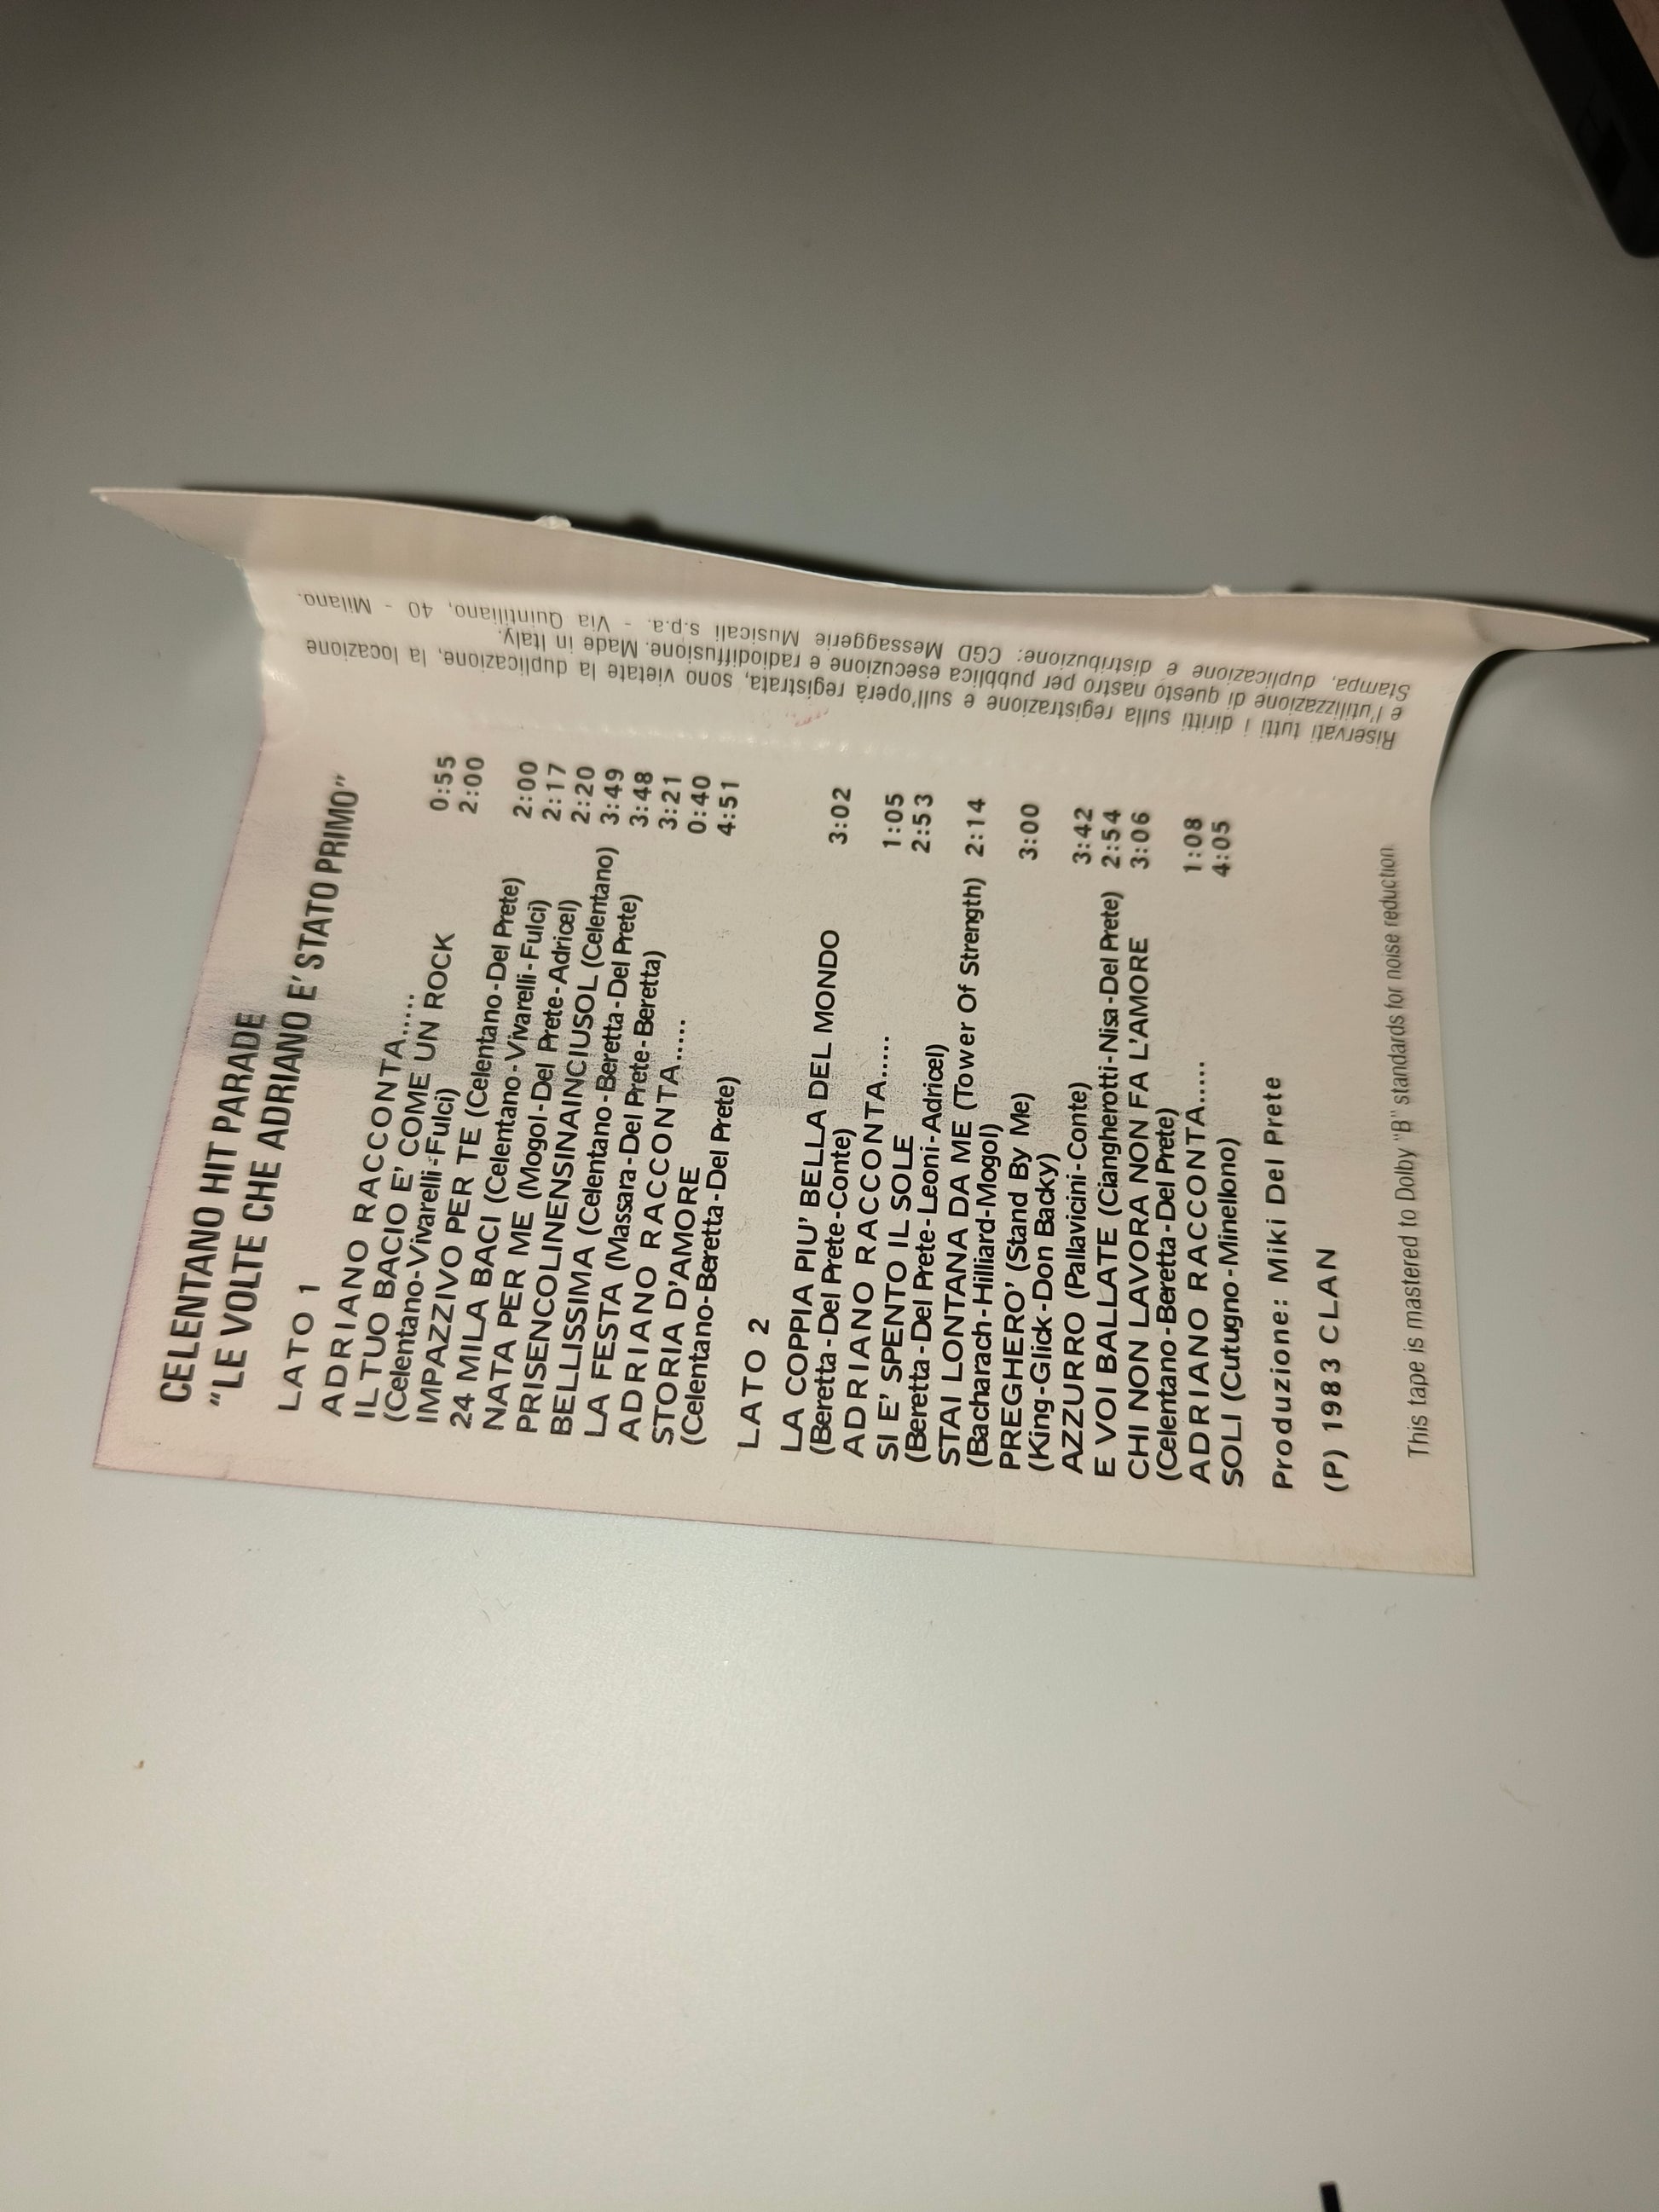 CELENTANO HIT PARADE
"LE VOLTE CHE ADRIANO E' STATO PRIMO"
LATO 1
ADRIANO RACCONTA..... 0:55
IL TUO BACIO E' COME UN ROCK 2:00
(Celentano-Vivarelli-Fulci)
IMPAZZIVO PER TE (Celentano-Del Prete) 2:00
24 MILA BACI (Celentano-Vivarelli-Fulci) 2:17
NATA PER ME (Mogol-Del Prete-Adricel) 2:20
PRISENCOLINENSINAINCIUSOL (Celentano) 3:49
BELLISSIMA (Celentano-Beretta-Del Prete) 3:48
LA FESTA (Massara-Del Prete-Beretta) 3:21
ADRIANO RACCONTA..... 0:40
STORIA D'AMORE 4:51
(Celentano-Beretta-Del Prete)
LATO 2
LA COPPIA PIU' BELLA DEL MONDO 3:02
(Beretta-Del Prete-Conte)
ADRIANO RACCONTA..... 1:05
SI E' SPENTO IL SOLE 2:53
(Beretta-Del Prete-Leoni-Adricel)
STAI LONTANA DA ME (Tower Of Strength) 2:14
(Bacharach-Hilliard-Mogol)
PREGHERO' (Stand By Me) 3:00
(King-Glick-Don Backy)
AZZURRO (Pallavicini-Conte) 3:42
E VOI BALLATE (Ciangherotti-Nisa-Del Prete) 2:54
CHI NON LAVORA NON FA L'AMORE 3:06
(Celentano-Beretta-Del Prete)
ADRIANO RACCONTA..... 1:08
SOLI (Cutugno-Minellono) 4:05
Produzione: Miki Del Prete
(P) 1983 CLAN
This tape is mastered to Dolby "B" standards for noise reduction
Riservati tutti i diritti sulla registrazione e sull'opera registrata, sono vietate la duplicazione, la locazione
e l'utilizzazione di questo nastro per pubblica esecuzione e radiodiffusione. Made in Italy.
Stampa, duplicazione e distribuzione: CGD Messaggerie Musicali s.p.a. - Via Quintiliano, 40 - Milano.